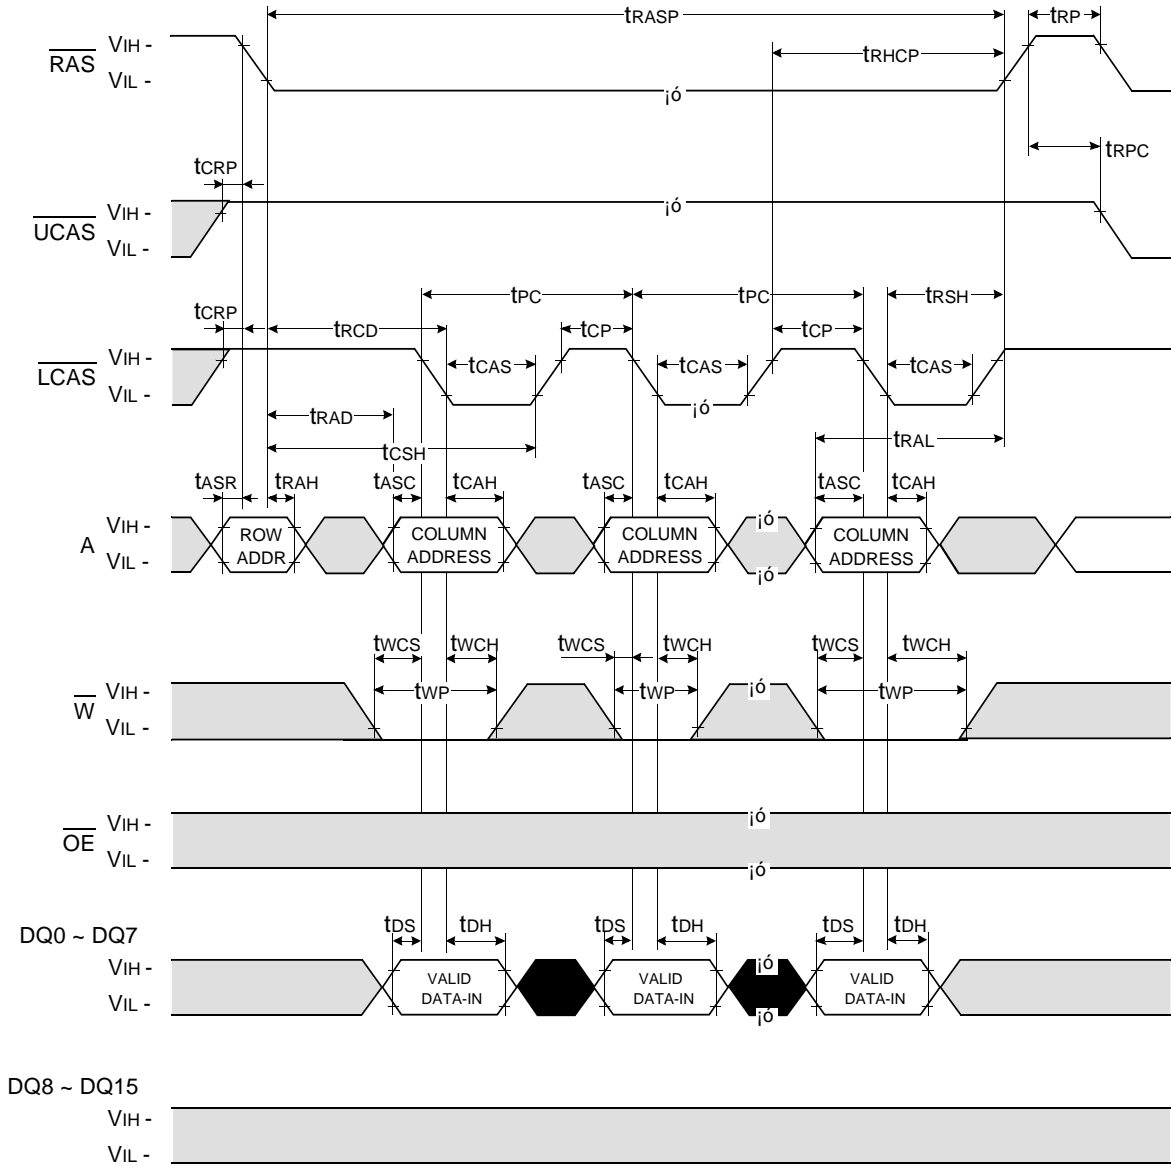 tRASP tRP
RAS VIH - tRHCP
VIL - ¡ó
tCRP tRPC
UCAS VIH - ¡ó
VIL -
tCRP tRCD tPC tCP tPC tCP tRSH
LCAS VIH - tCAS tCAS tCAS
VIL - ¡ó
tRAD tRAL
tCSH
tASR tRAH tASC tCAH tASC tCAH tASC tCAH
A VIH - ROW COLUMN COLUMN ¡ó COLUMN
VIL - ADDR ADDRESS ADDRESS ¡ó ADDRESS
tWCS tWCH tWCS tWCH tWCS tWCH
W VIH - tWP tWP ¡ó tWP
VIL -
OE VIH - ¡ó
VIL - ¡ó
DQ0 ~ DQ7 tDS tDH tDS tDH tDS tDH
VIH - VALID VALID ¡ó VALID
VIL - DATA-IN DATA-IN ¡ó DATA-IN
DQ8 ~ DQ15
VIH -
VIL -